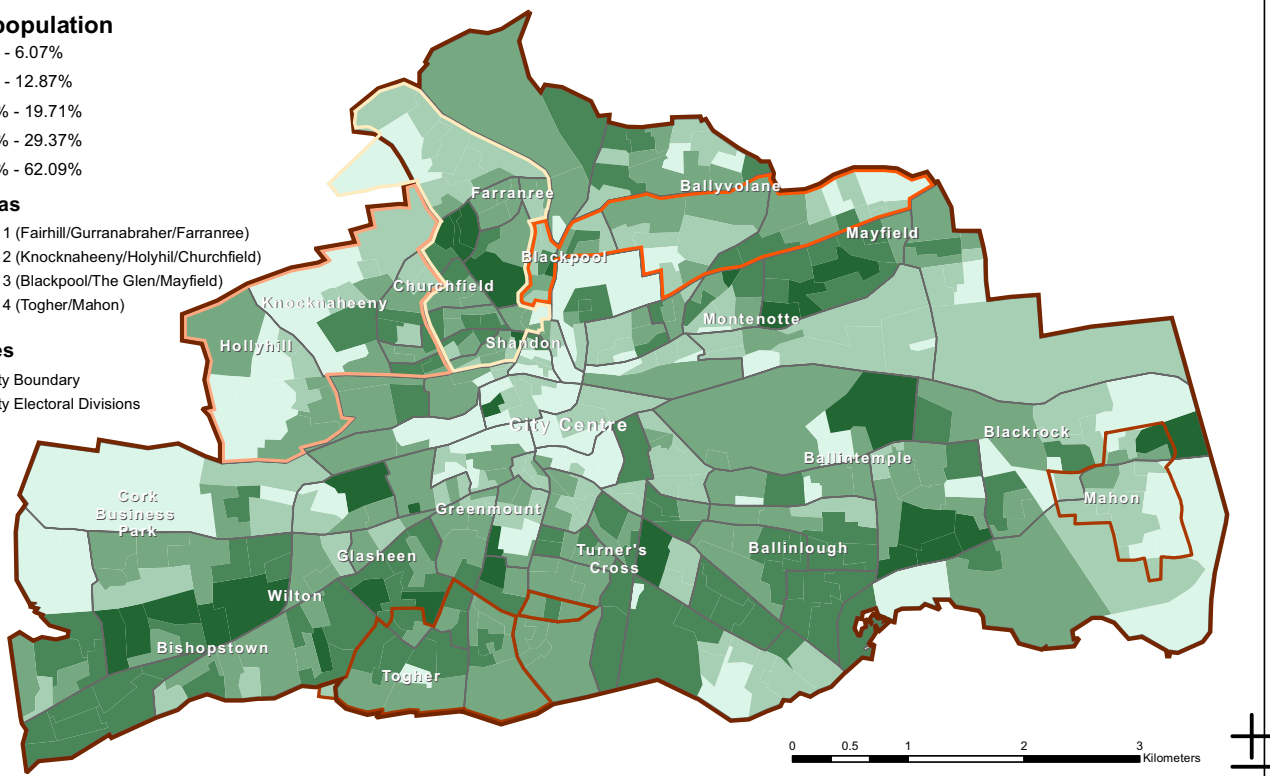 population
- 6.07%
- 12.87%
% - 19.71%
% - 29.37%
% - 62.09%
as
1 (Fairhill/Gurranabraher/Farranree)
2 (Knocknaheeny/Holyhil/Churchfield)
3 (Blackpool/The Glen/Mayfield)
4 (Togher/Mahon)
es
ty Boundary
ty Electoral Divisions
Ballyvolane
Farranree
Mayfield
Blackpool
Churchfield
Knocknaheeny
Montenotte
Hollyhill
Shandon
City Centre
Blackrock
Ballintemple
Cork
Business
Park
Mahon
Greenmount
Glasheen
Turner's
Cross
Ballinlough
Wilton
Bishopstown
Togher
0 0.5 1 2 3
Kilometers